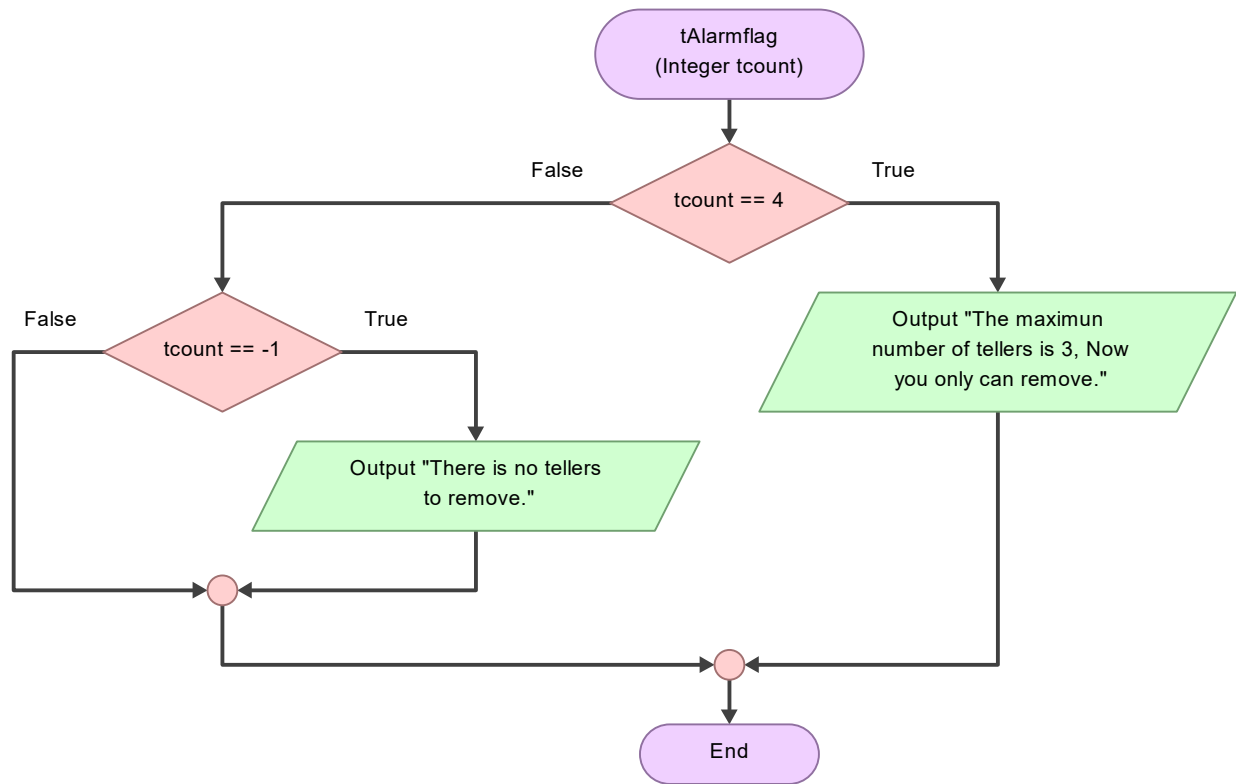 tAlarmflag
(Integer tcount)
False
True
tcount == 4
False
True
tcount == -1
Output "The maximun
number of tellers is 3, Now
you only can remove."
Output "There is no tellers
to remove."
End